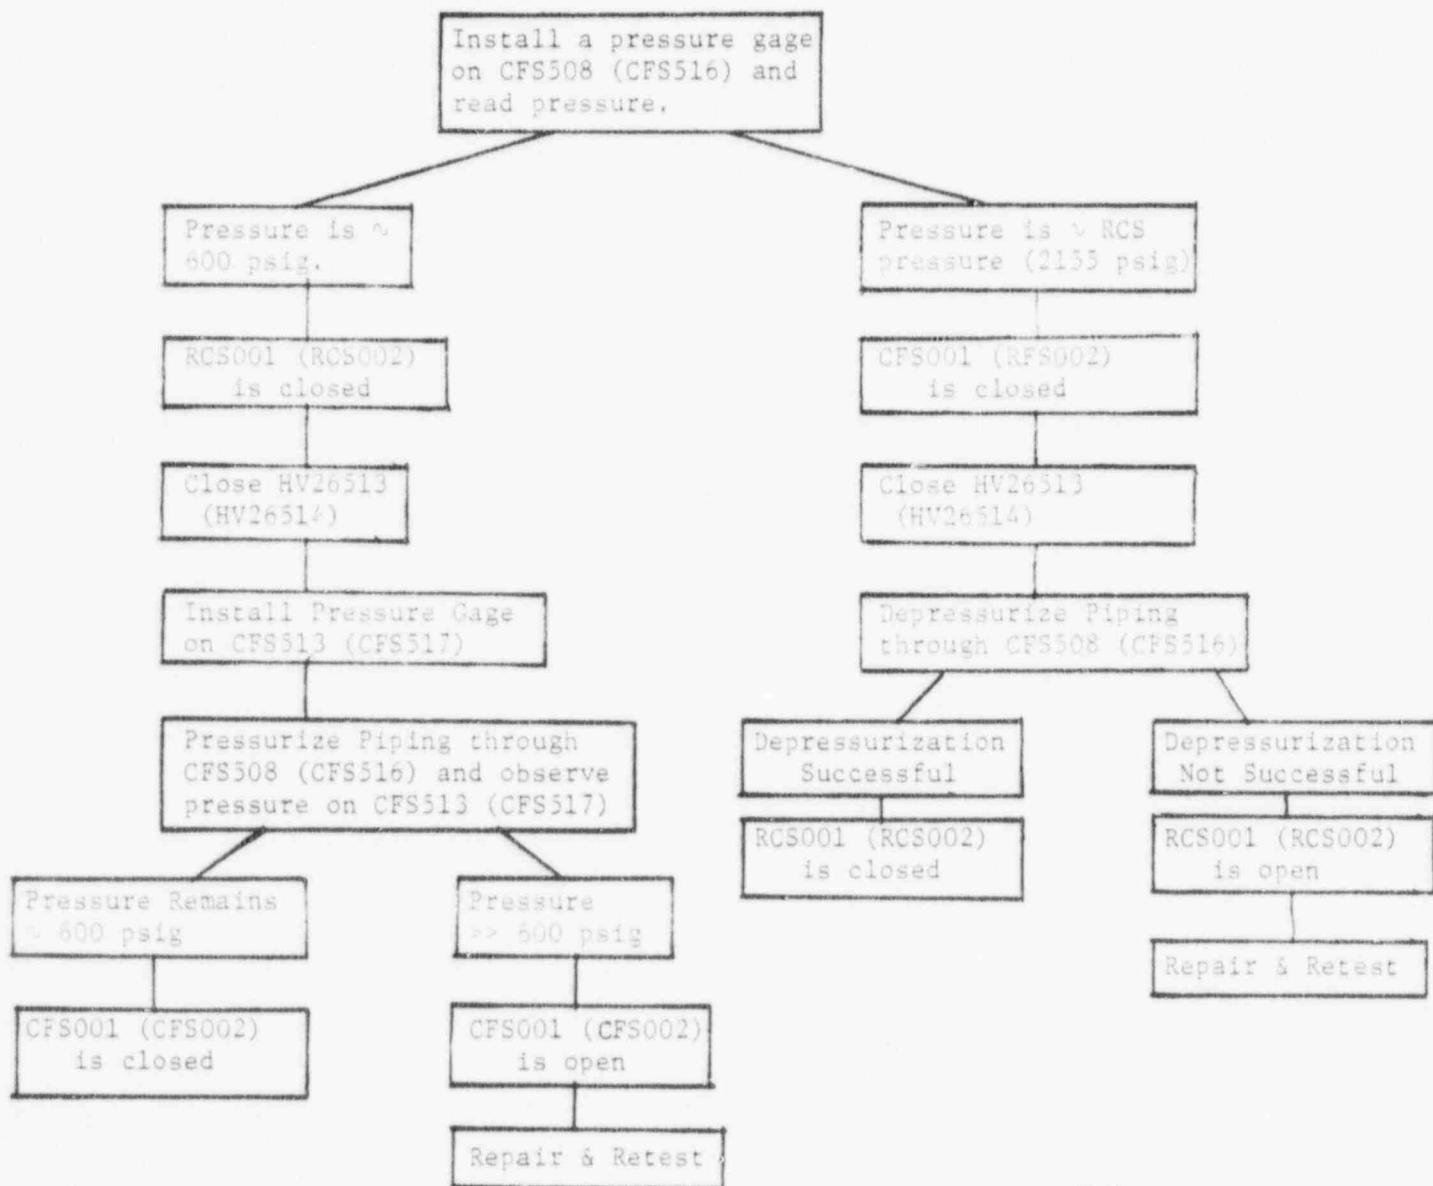 Install a pressure gage
on CFS508 (CFS516) and
read pressure.
Pressure is ~
600 psig.
Pressure is ~ RCS
pressure (2155 psig)
RCS001 (RCS002)
is closed
CFS001 (RFS002)
is closed
Close HV26513
(HV26514)
Close HV26513
(HV26514)
Install Pressure Gage
on CFS513 (CFS517)
Depressurize Piping
through CFS508 (CFS516)
Pressurize Piping through
CFS508 (CFS516) and observe
pressure on CFS513 (CFS517)
Depressurization
Successful
Depressurization
Not Successful
RCS001 (RCS002)
is closed
RCS001 (RCS002)
is open
Pressure Remains
~ 600 psig
Pressure
>> 600 psig
Repair & Retest
CFS001 (CFS002)
is closed
CFS001 (CFS002)
is open
Repair & Retest